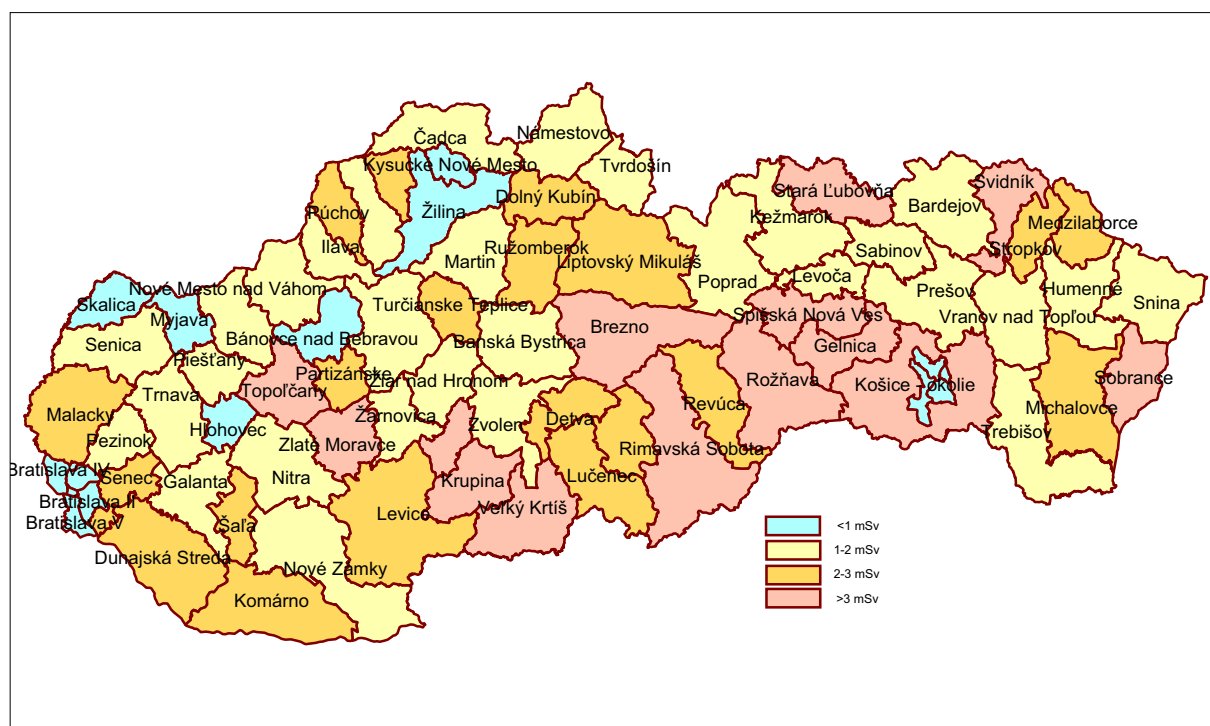 Námestovo
Čadca
Kysucké Nové Mesto
Tvrdošín
Stará Ľubovňa
Svidník
Dolný Kubín
Bardejov
Púchov
Žilina
Kežmarok
Medzilaborce
Ilava
Ružomberok
Stropkov
Sabinov
Martin
Liptovský Mikuláš
Poprad
Levoča
Prešov
Humenné
Snina
Nové Mesto nad Váhom
Skalica
Turčianske Teplice
Myjava
Spišská Nová Ves
Vranov nad Topľou
Brezno
Bánovce nad Bebravou
Senica
Banská Bystrica
Gelnica
Piešťany
Partizánske
Žiar nad Hronom
Rožňava
Košice - okolie
Sobrance
Trnava
Topoľčany
Revúca
Michalovce
Malacky
Žarnovica
Detva
Pezinok
Hlohovec
Zlaté Moravce
Zvolen
Rimavská Sobota
Trebišov
Bratislava IV
Senec
Galanta
Nitra
Krupina
Lučenec
Bratislava II
Veľký Krtíš
Bratislava V
Šaľa
Levice
Dunajská Streda
Nové Zámky
Komárno
<1 mSv
1-2 mSv
2-3 mSv
>3 mSv